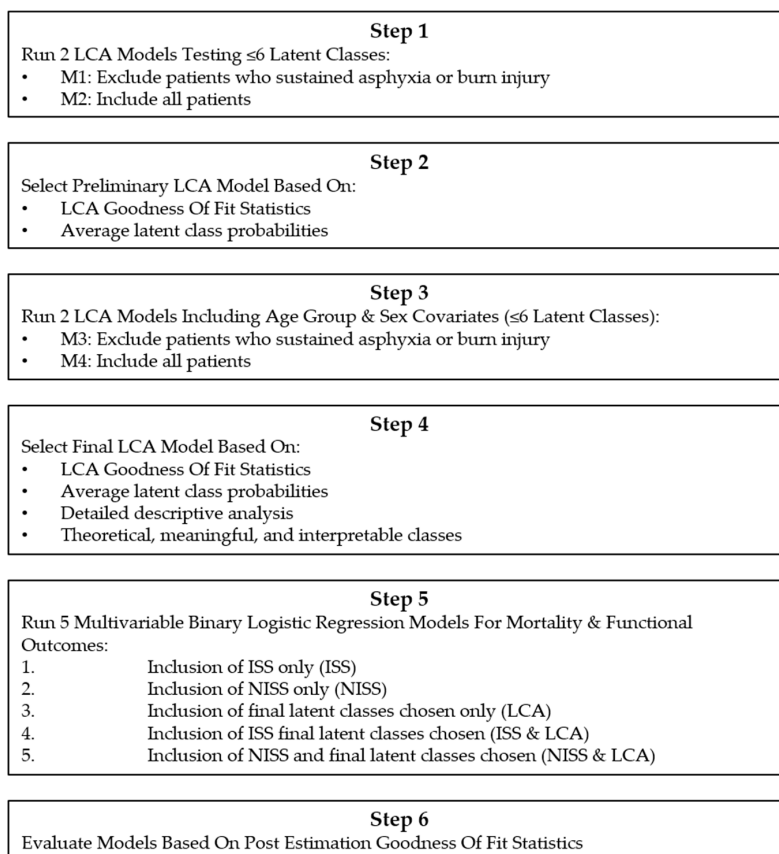 Step 1
Run 2 LCA Models Testing ≤6 Latent Classes:
• M1: Exclude patients who sustained asphyxia or burn injury
• M2: Include all patients
Step 2
Select Preliminary LCA Model Based On:
• LCA Goodness Of Fit Statistics
• Average latent class probabilities
Step 3
Run 2 LCA Models Including Age Group & Sex Covariates (≤6 Latent Classes):
• M3: Exclude patients who sustained asphyxia or burn injury
• M4: Include all patients
Step 4
Select Final LCA Model Based On:
• LCA Goodness Of Fit Statistics
• Average latent class probabilities
• Detailed descriptive analysis
• Theoretical, meaningful, and interpretable classes
Step 5
Run 5 Multivariable Binary Logistic Regression Models For Mortality & Functional
Outcomes:
1. Inclusion of ISS only (ISS)
2. Inclusion of NISS only (NISS)
3. Inclusion of final latent classes chosen only (LCA)
4. Inclusion of ISS final latent classes chosen (ISS & LCA)
5. Inclusion of NISS and final latent classes chosen (NISS & LCA)
Step 6
Evaluate Models Based On Post Estimation Goodness Of Fit Statistics